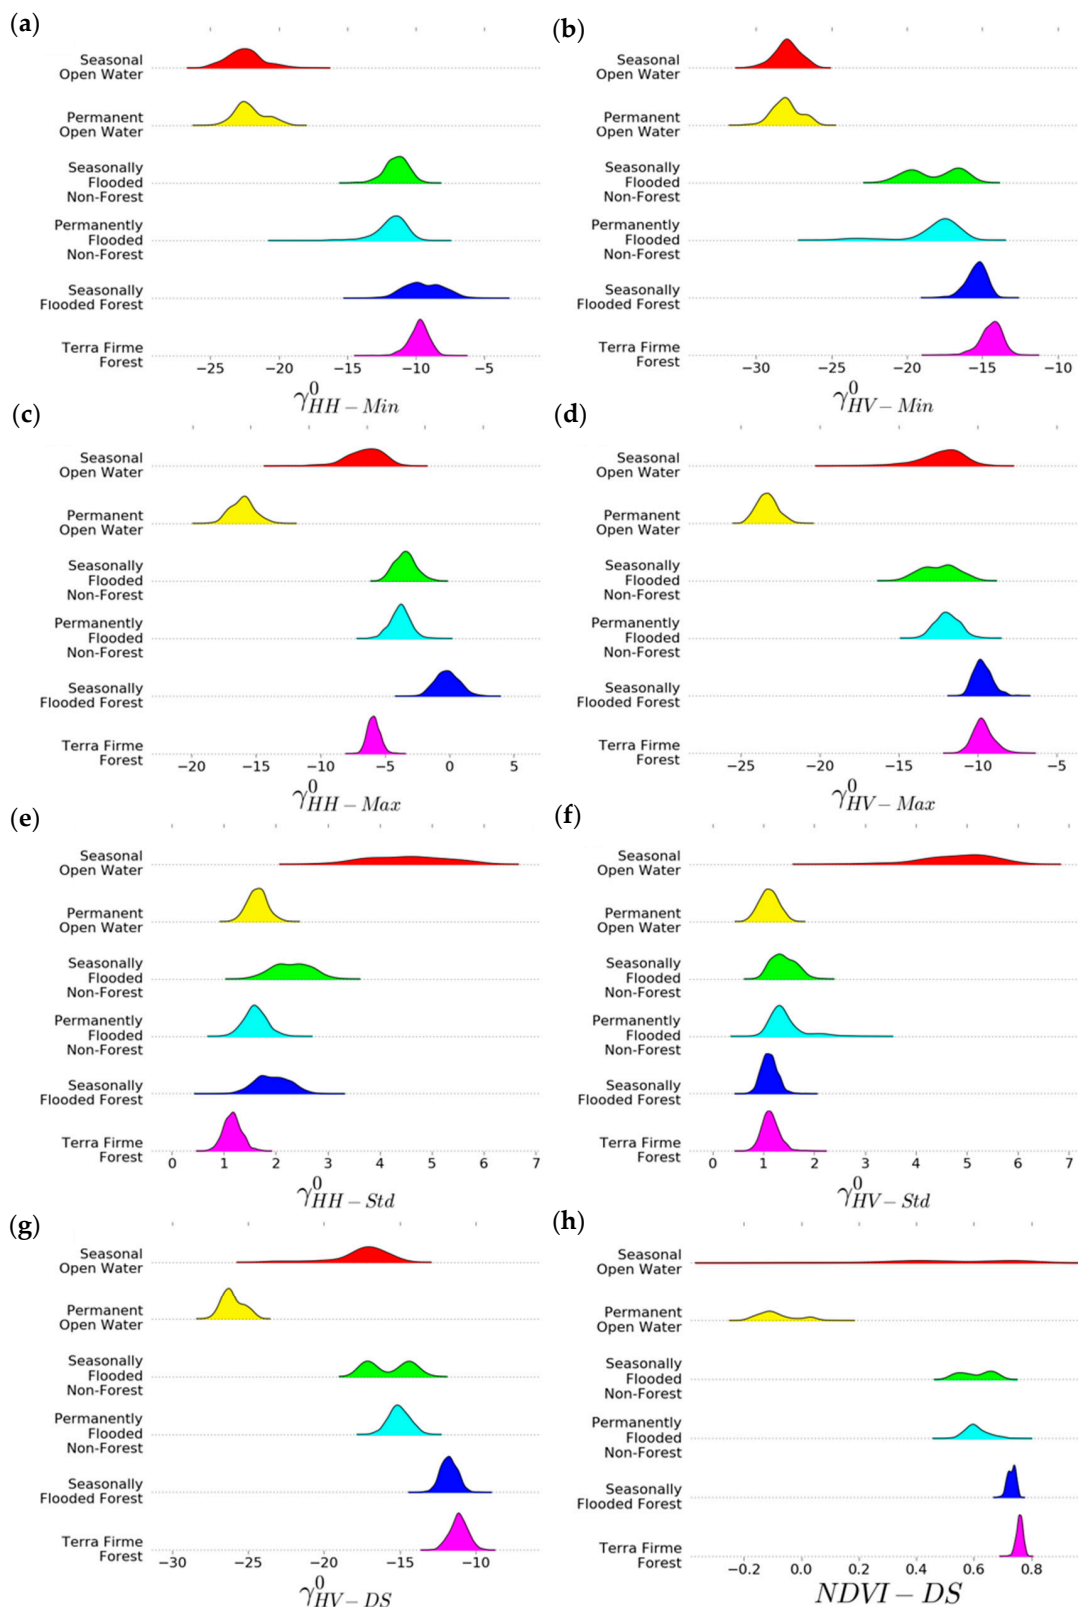 (a)
Seasonal
Open Water
Permanent
Open Water
Seasonally
Flooded
Non-Forest
Permanently
Flooded
Non-Forest
Seasonally
Flooded Forest
Terra Firme
Forest
−25 −20 −15 −10 −5
γ⁰HH−Min
(b)
Seasonal
Open Water
Permanent
Open Water
Seasonally
Flooded
Non-Forest
Permanently
Flooded
Non-Forest
Seasonally
Flooded Forest
Terra Firme
Forest
−30 −25 −20 −15 −10
γ⁰HV−Min
(c)
Seasonal
Open Water
Permanent
Open Water
Seasonally
Flooded
Non-Forest
Permanently
Flooded
Non-Forest
Seasonally
Flooded Forest
Terra Firme
Forest
−20 −15 −10 −5 0 5
γ⁰HH−Max
(d)
Seasonal
Open Water
Permanent
Open Water
Seasonally
Flooded
Non-Forest
Permanently
Flooded
Non-Forest
Seasonally
Flooded Forest
Terra Firme
Forest
−25 −20 −15 −10 −5
γ⁰HV−Max
(e)
Seasonal
Open Water
Permanent
Open Water
Seasonally
Flooded
Non-Forest
Permanently
Flooded
Non-Forest
Seasonally
Flooded Forest
Terra Firme
Forest
0 1 2 3 4 5 6 7
γ⁰HH−Std
(f)
Seasonal
Open Water
Permanent
Open Water
Seasonally
Flooded
Non-Forest
Permanently
Flooded
Non-Forest
Seasonally
Flooded Forest
Terra Firme
Forest
0 1 2 3 4 5 6 7
γ⁰HV−Std
(g)
Seasonal
Open Water
Permanent
Open Water
Seasonally
Flooded
Non-Forest
Permanently
Flooded
Non-Forest
Seasonally
Flooded Forest
Terra Firme
Forest
−30 −25 −20 −15 −10
γ⁰HV−DS
(h)
Seasonal
Open Water
Permanent
Open Water
Seasonally
Flooded
Non-Forest
Permanently
Flooded
Non-Forest
Seasonally
Flooded Forest
Terra Firme
Forest
−0.2 0.0 0.2 0.4 0.6 0.8
NDVI−DS